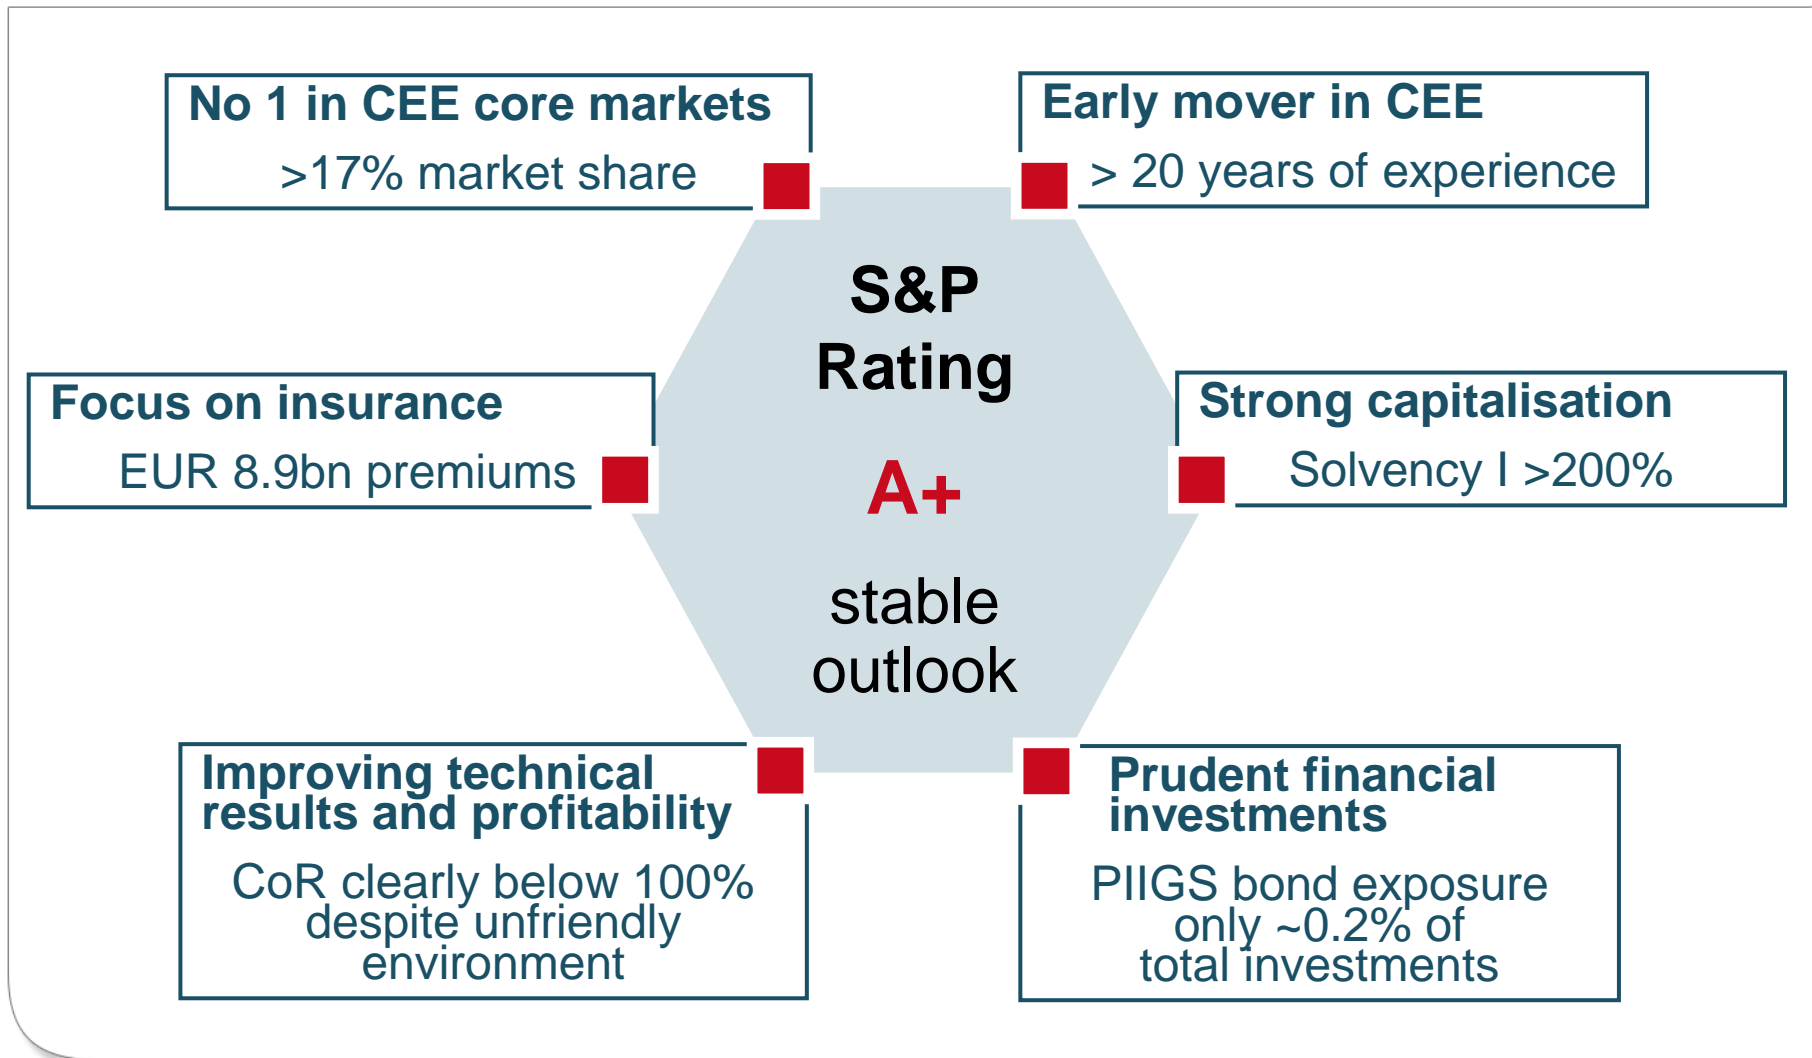 No 1 in CEE core markets
>17% market share
Early mover in CEE
> 20 years of experience
S&P
Rating
A+
stable
outlook
Focus on insurance
EUR 8.9bn premiums
Strong capitalisation
Solvency I >200%
Improving technical
results and profitability
CoR clearly below 100%
despite unfriendly
environment
Prudent financial
investments
PIIGS bond exposure
only ~0.2% of
total investments